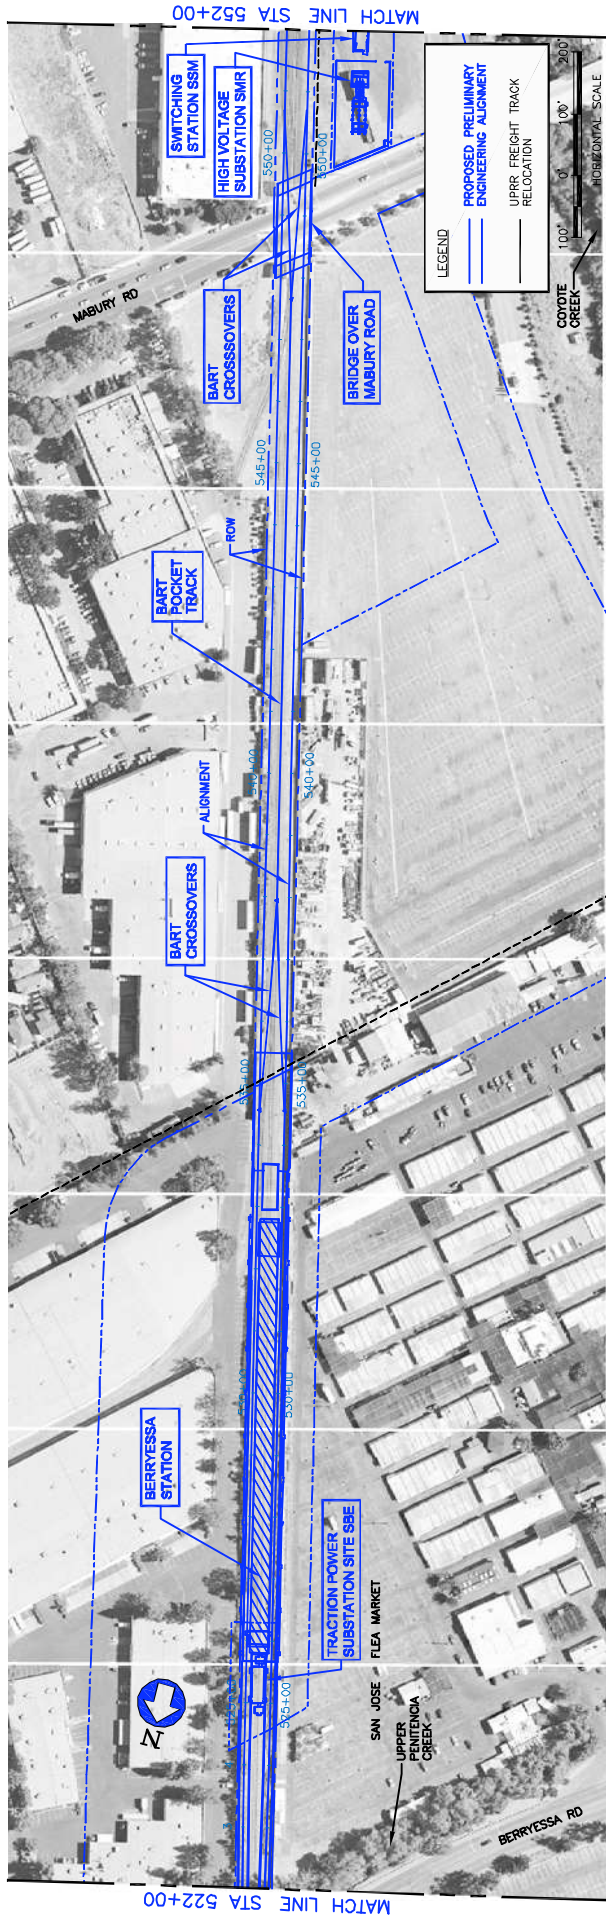 MATCH LINE STA 552+00
SWITCHING
STATION SSM
HIGH VOLTAGE
SUBSTATION SMR
550+00
550+00
LEGEND
PROPOSED PRELIMINARY
ENGINEERING ALIGNMENT
UPRR FREIGHT TRACK
RELOCATION
100' 0' 100' 200'
HORIZONTAL SCALE
COYOTE
CREEK
MABURY RD
BART
CROSSSOVERS
BRIDGE OVER
MABURY ROAD
545+00
545+00
ROW
BART
POCKET
TRACK
540+00
540+00
ALIGNMENT
BART
CROSSOVERS
535+00
535+00
530+00
530+00
BERRYESSA
STATION
TRACTION POWER
SUBSTATION SITE SBE
525+00
SAN JOSE FLEA MARKET
N
UPPER
PENITENCIA
CREEK
BERRYESSA RD
MATCH LINE STA 522+00